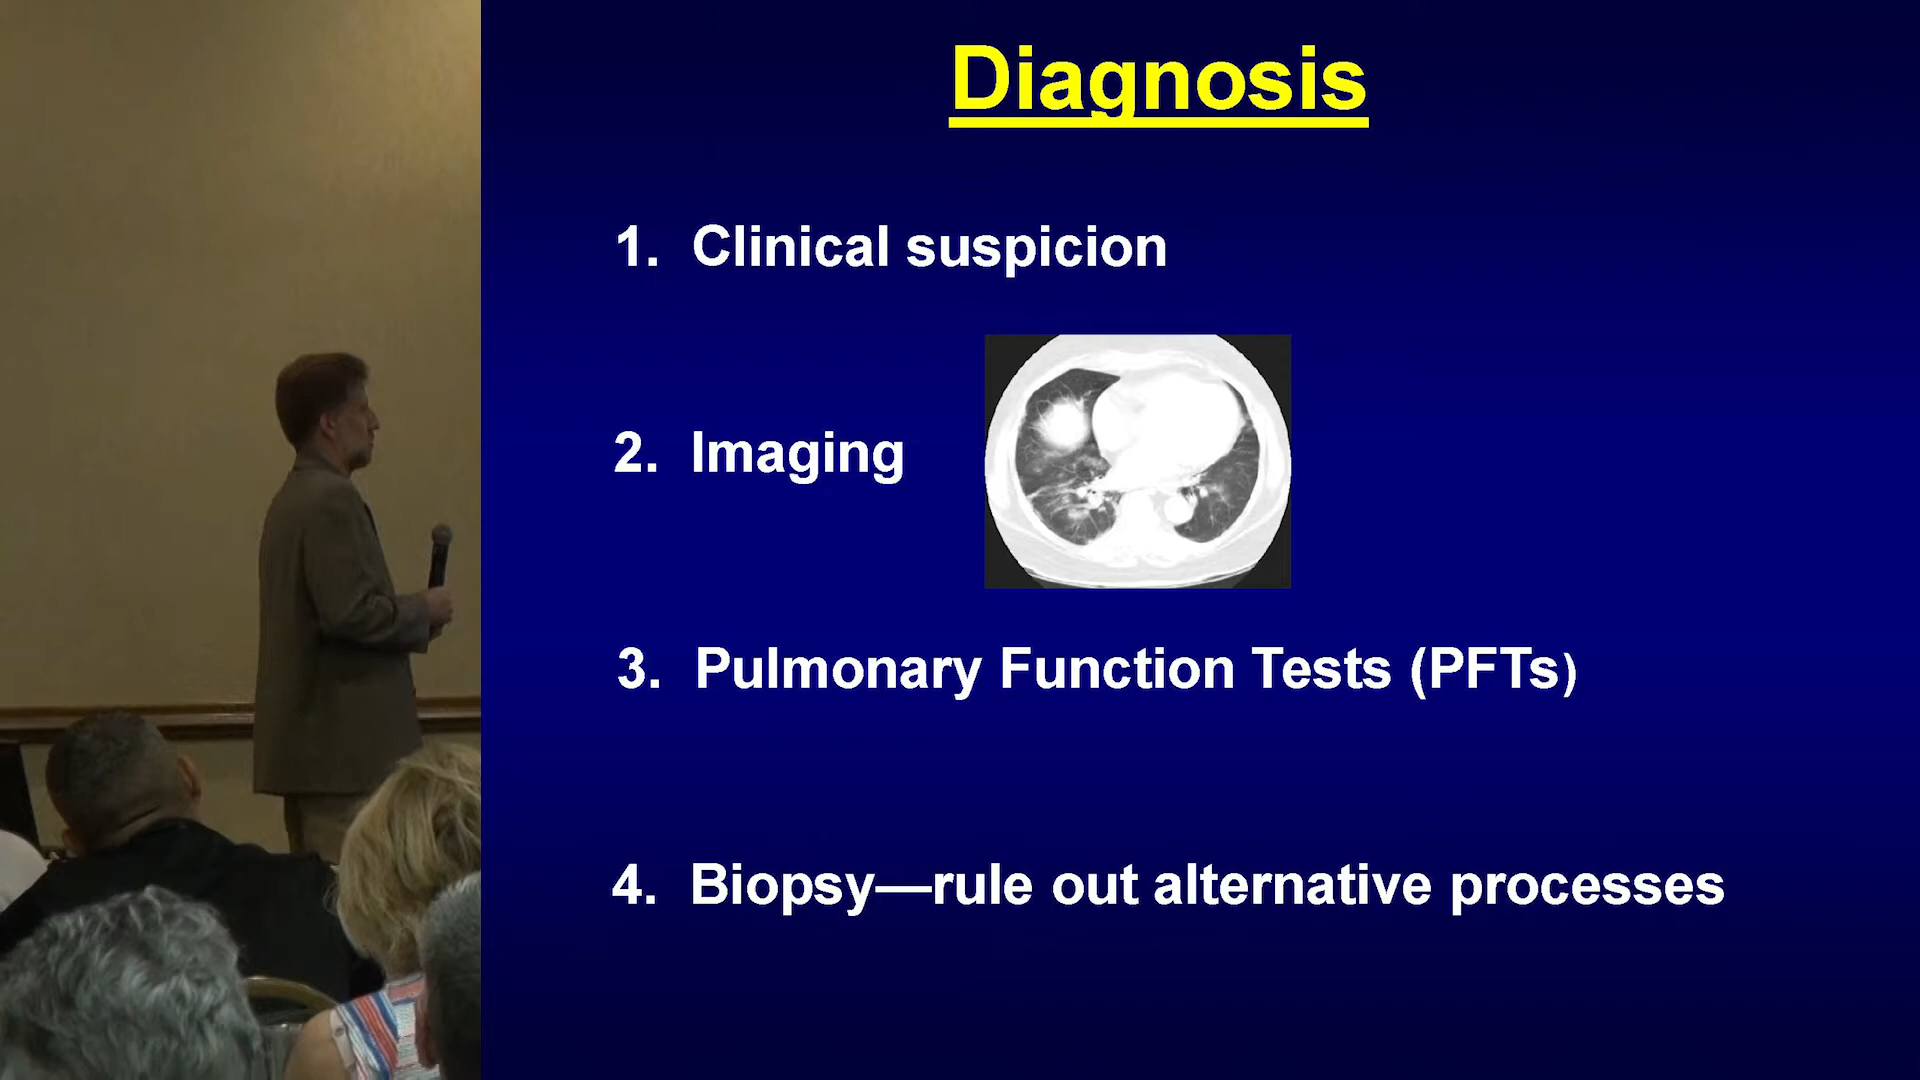 Diagnosis
1. Clinical suspicion
2. Imaging
3. Pulmonary Function Tests (PFTs)
4. Biopsy—rule out alternative processes